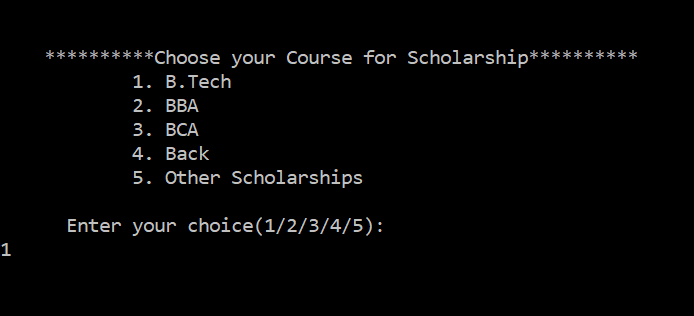 **********Choose your Course for Scholarship**********
1. B.Tech
2. BBA
3. BCA
4. Back
5. Other Scholarships
Enter your choice(1/2/3/4/5):
1